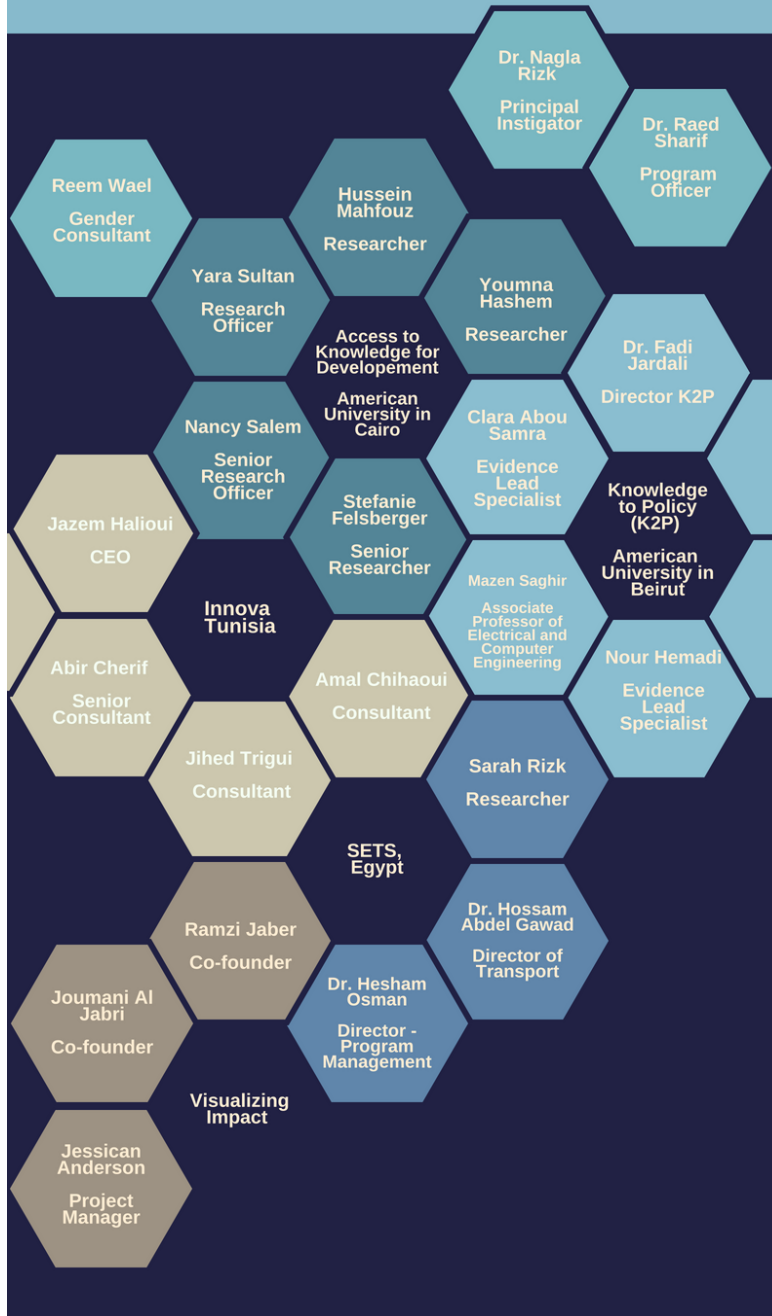 Dr. Nagla
Rizk
Principal
Instigator
Dr. Raed
Sharif
Program
Officer
Reem Wael
Gender
Consultant
Hussein
Mahfouz
Researcher
Yara Sultan
Research
Officer
Youmna
Hashem
Researcher
Access to
Knowledge for
Developement
American
University in
Cairo
Dr. Fadi
Jardali
Director K2P
Nancy Salem
Senior
Research
Officer
Clara Abou
Samra
Evidence
Lead
Specialist
Stefanie
Felsberger
Senior
Researcher
Knowledge
to Policy
(K2P)
American
University in
Beirut
Jazem Halioui
CEO
Innova
Tunisia
Mazen Saghir
Associate
Professor of
Electrical and
Computer
Engineering
Abir Cherif
Senior
Consultant
Amal Chihaoui
Consultant
Nour Hemadi
Evidence
Lead
Specialist
Jihed Trigui
Consultant
Sarah Rizk
Researcher
SETS,
Egypt
Ramzi Jaber
Co-founder
Dr. Hossam
Abdel Gawad
Director of
Transport
Joumani Al
Jabri
Co-founder
Dr. Hesham
Osman
Director -
Program
Management
Visualizing
Impact
Jessican
Anderson
Project
Manager